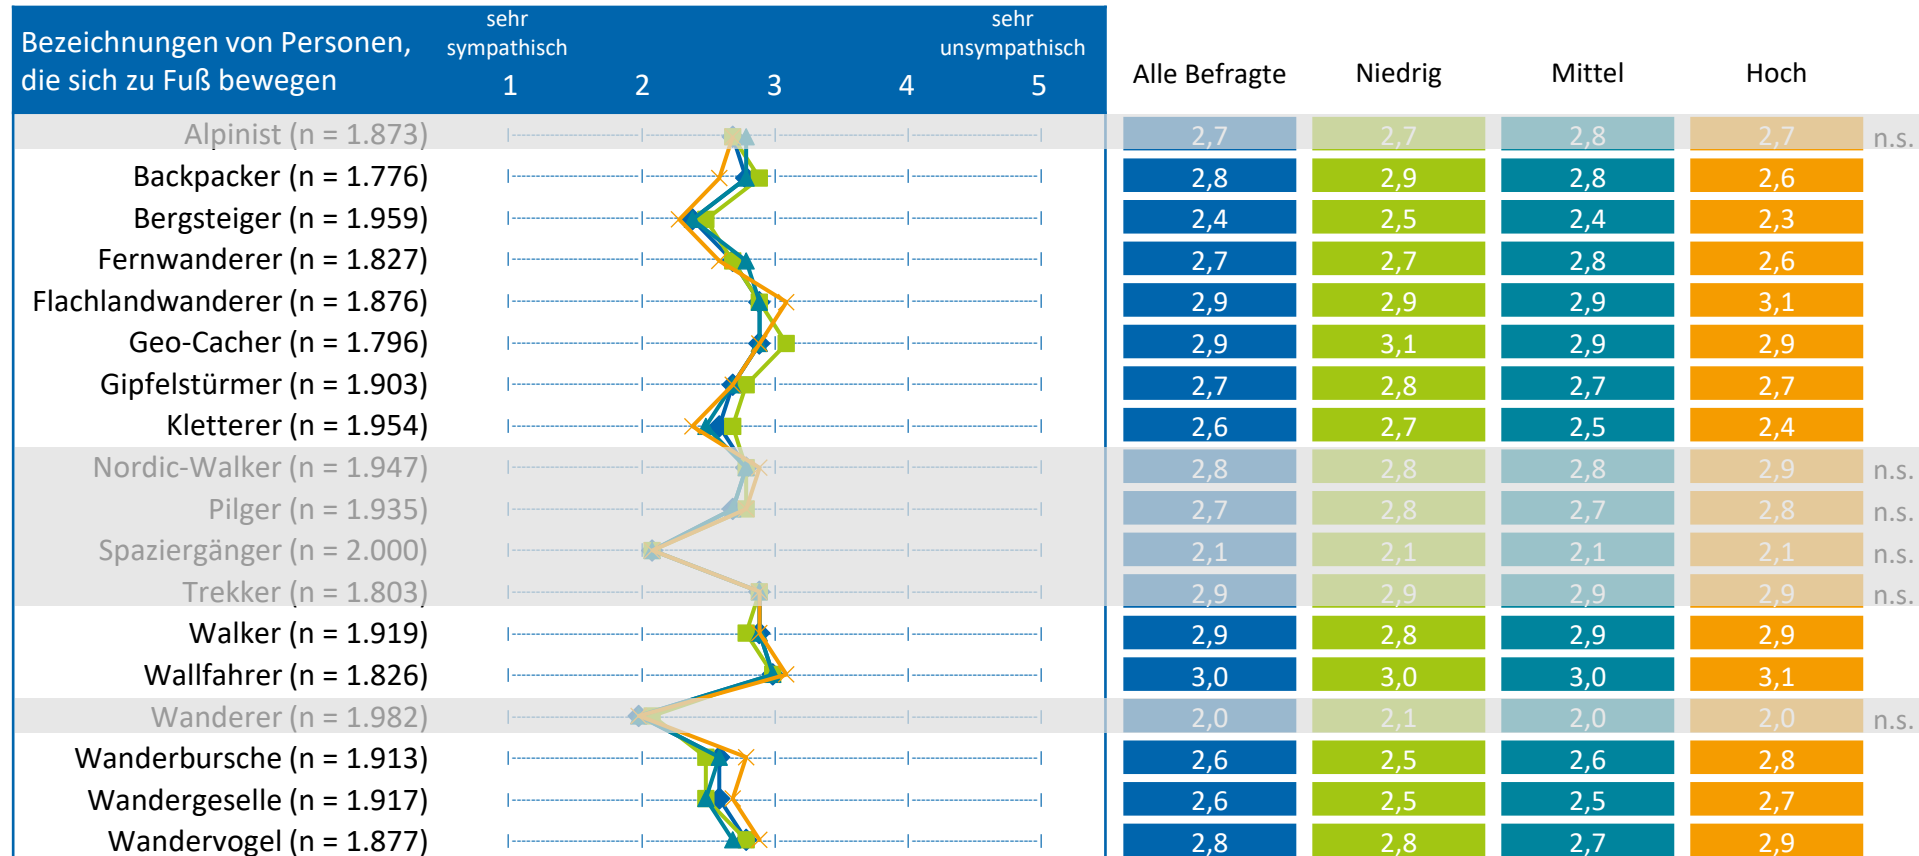 Bezeichnungen von Personen,
die sich zu Fuß bewegen
sehr
sympathisch
sehr
unsympathisch
1 2 3 4 5
Alle Befragte Niedrig Mittel Hoch
Alpinist (n = 1.873) 2,7 2,7 2,8 2,7 n.s.
Backpacker (n = 1.776) 2,8 2,9 2,8 2,6
Bergsteiger (n = 1.959) 2,4 2,5 2,4 2,3
Fernwanderer (n = 1.827) 2,7 2,7 2,8 2,6
Flachlandwanderer (n = 1.876) 2,9 2,9 2,9 3,1
Geo-Cacher (n = 1.796) 2,9 3,1 2,9 2,9
Gipfelstürmer (n = 1.903) 2,7 2,8 2,7 2,7
Kletterer (n = 1.954) 2,6 2,7 2,5 2,4
Nordic-Walker (n = 1.947) 2,8 2,8 2,8 2,9 n.s.
Pilger (n = 1.935) 2,7 2,8 2,7 2,8 n.s.
Spaziergänger (n = 2.000) 2,1 2,1 2,1 2,1 n.s.
Trekker (n = 1.803) 2,9 2,9 2,9 2,9 n.s.
Walker (n = 1.919) 2,9 2,8 2,9 2,9
Wallfahrer (n = 1.826) 3,0 3,0 3,0 3,1
Wanderer (n = 1.982) 2,0 2,1 2,0 2,0 n.s.
Wanderbursche (n = 1.913) 2,6 2,5 2,6 2,8
Wandergeselle (n = 1.917) 2,6 2,5 2,5 2,7
Wandervogel (n = 1.877) 2,8 2,8 2,7 2,9